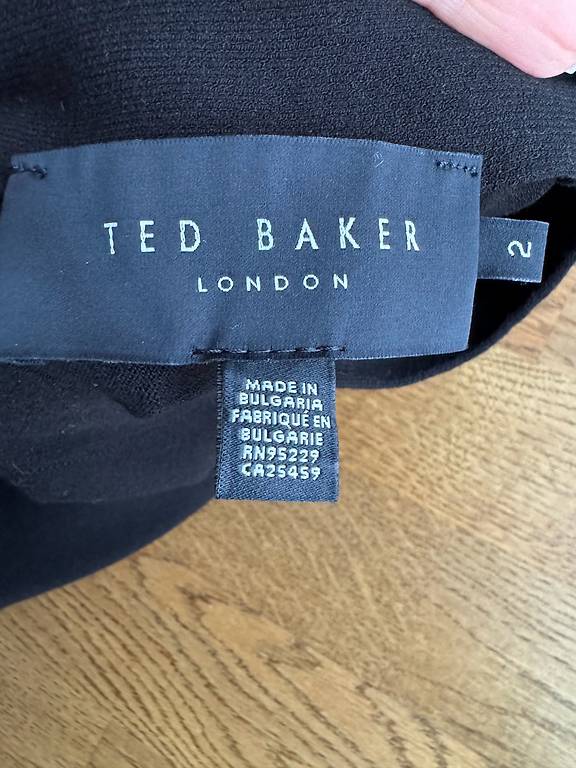 TED BAKER
LONDON
2
MADE IN
BULGARIA
FABRIQUÉ EN
BULGARIE
RN95229
CA25459